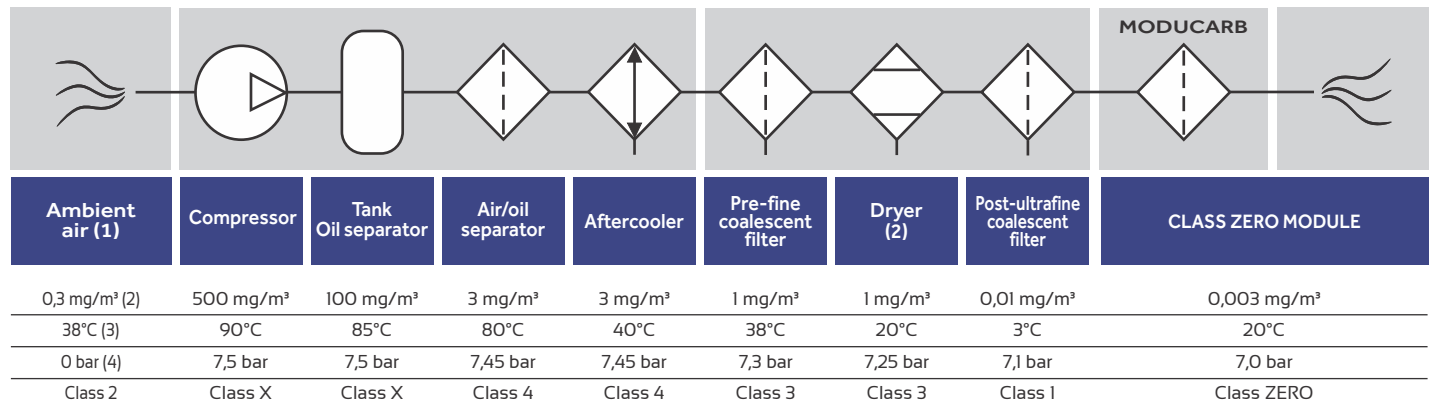 MODUCARB
Ambient
air (1)
Compressor
Tank
Oil separator
Air/oil
separator
Aftercooler
Pre-fine
coalescent
filter
Dryer
(2)
Post-ultrafine
coalescent
filter
CLASS ZERO MODULE
0,3 mg/m³ (2) 500 mg/m³ 100 mg/m³ 3 mg/m³ 3 mg/m³ 1 mg/m³ 1 mg/m³ 0,01 mg/m³ 0,003 mg/m³
38°C (3) 90°C 85°C 80°C 40°C 38°C 20°C 3°C 20°C
0 bar (4) 7,5 bar 7,5 bar 7,45 bar 7,45 bar 7,3 bar 7,25 bar 7,1 bar 7,0 bar
Class 2 Class X Class X Class 4 Class 4 Class 3 Class 3 Class 1 Class ZERO